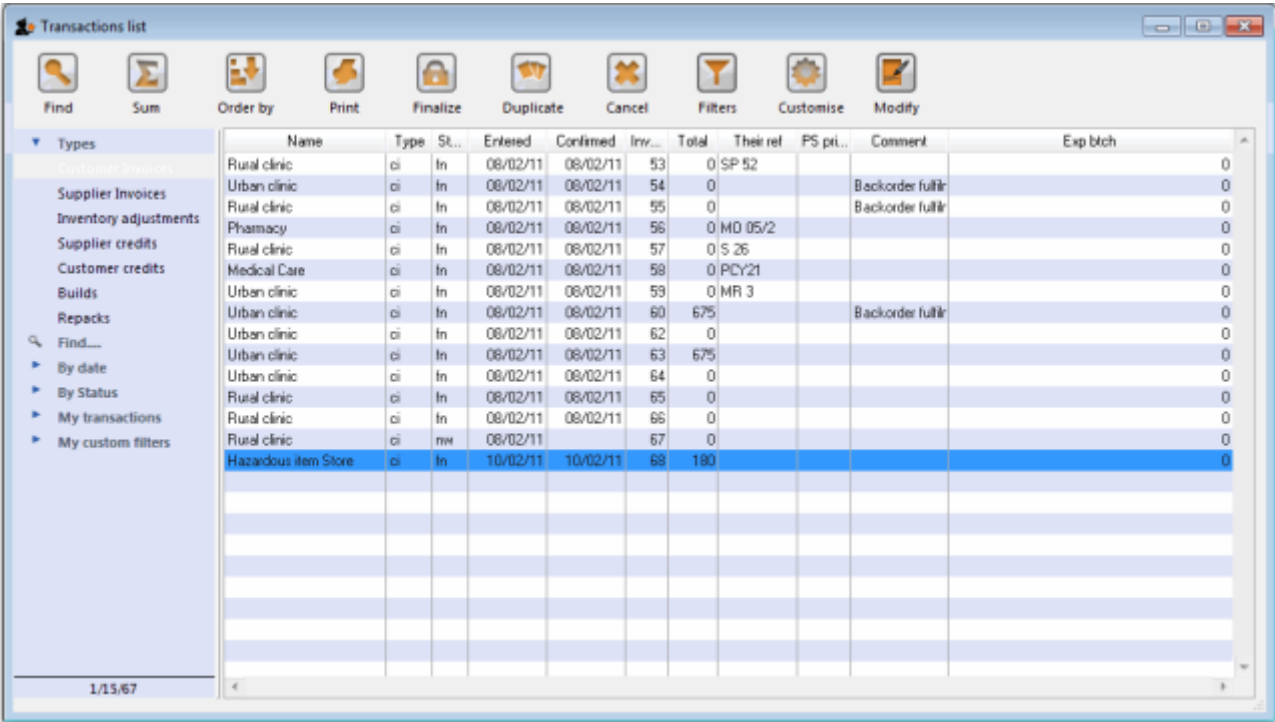 Transactions list
Find Sum Order by Print Finalize Duplicate Cancel Filters Customise Modify
Types
Customer Invoices
Supplier Invoices
Inventory adjustments
Supplier credits
Customer credits
Builds
Repacks
Find....
By date
By Status
My transactions
My custom filters
1/15/67
Name Type St... Entered Confirmed Inv... Total Their ref PS pri... Comment Exp btch
Rural clinic ci fn 08/02/11 08/02/11 53 0 SP 52 0
Urban clinic ci fn 08/02/11 08/02/11 54 0 Backorder fulfilr 0
Rural clinic ci fn 08/02/11 08/02/11 55 0 Backorder fulfilr 0
Pharmacy ci fn 08/02/11 08/02/11 56 0 MO 05/2 0
Rural clinic ci fn 08/02/11 08/02/11 57 0 S 26 0
Medical Care ci fn 08/02/11 08/02/11 58 0 PCY21 0
Urban clinic ci fn 08/02/11 08/02/11 59 0 MR 3 0
Urban clinic ci fn 08/02/11 08/02/11 60 675 Backorder fulfilr 0
Urban clinic ci fn 08/02/11 08/02/11 62 0 0
Urban clinic ci fn 08/02/11 08/02/11 63 675 0
Urban clinic ci fn 08/02/11 08/02/11 64 0 0
Rural clinic ci fn 08/02/11 08/02/11 65 0 0
Rural clinic ci fn 08/02/11 08/02/11 66 0 0
Rural clinic ci nw 08/02/11 67 0 0
Hazardous item Store ci fn 10/02/11 10/02/11 68 180 0